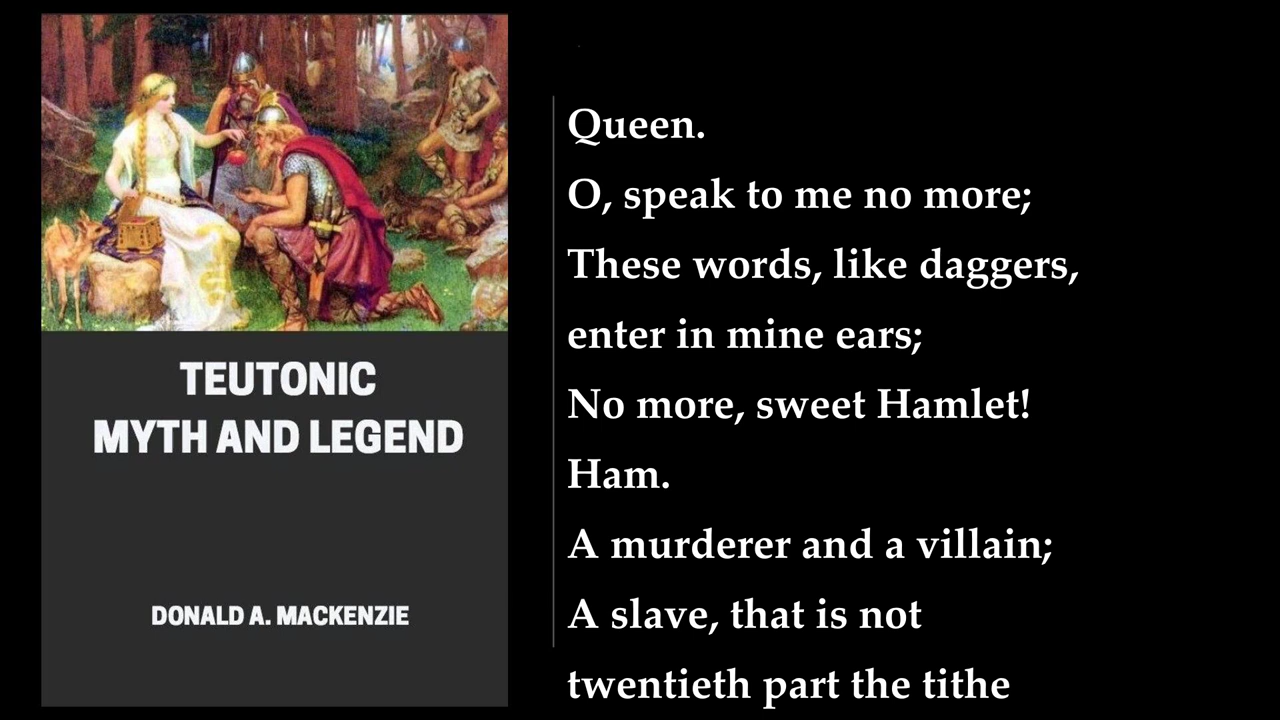 TEUTONIC
MYTH AND LEGEND
DONALD A. MACKENZIE
Queen.
O, speak to me no more;
These words, like daggers,
enter in mine ears;
No more, sweet Hamlet!
Ham.
A murderer and a villain;
A slave, that is not
twentieth part the tithe